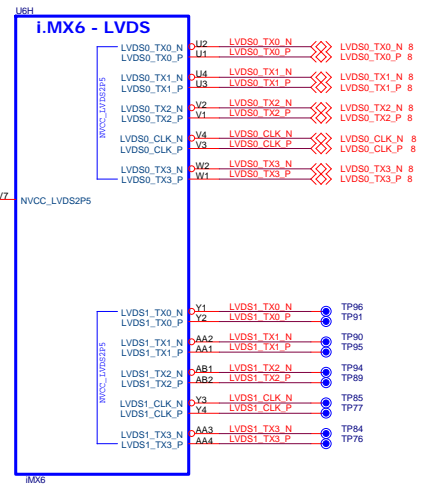 U6H
i.MX6 - LVDS
NVCC_LVDS2P5
LVDS0_TX0_N U2 LVDS0_TX0_N LVDS0_TX0_N 8
LVDS0_TX0_P U1 LVDS0_TX0_P LVDS0_TX0_P 8
LVDS0_TX1_N U4 LVDS0_TX1_N LVDS0_TX1_N 8
LVDS0_TX1_P U3 LVDS0_TX1_P LVDS0_TX1_P 8
LVDS0_TX2_N V2 LVDS0_TX2_N LVDS0_TX2_N 8
LVDS0_TX2_P V1 LVDS0_TX2_P LVDS0_TX2_P 8
LVDS0_CLK_N V4 LVDS0_CLK_N LVDS0_CLK_N 8
LVDS0_CLK_P V3 LVDS0_CLK_P LVDS0_CLK_P 8
LVDS0_TX3_N W2 LVDS0_TX3_N LVDS0_TX3_N 8
LVDS0_TX3_P W1 LVDS0_TX3_P LVDS0_TX3_P 8
NVCC_LVDS2P5
NVCC_LVDS2P5
LVDS1_TX0_N Y1 LVDS1_TX0_N TP96
LVDS1_TX0_P Y2 LVDS1_TX0_P TP91
LVDS1_TX1_N AA2 LVDS1_TX1_N TP90
LVDS1_TX1_P AA1 LVDS1_TX1_P TP95
LVDS1_TX2_N AB1 LVDS1_TX2_N TP94
LVDS1_TX2_P AB2 LVDS1_TX2_P TP89
LVDS1_CLK_N Y3 LVDS1_CLK_N TP85
LVDS1_CLK_P Y4 LVDS1_CLK_P TP77
LVDS1_TX3_N AA3 LVDS1_TX3_N TP84
LVDS1_TX3_P AA4 LVDS1_TX3_P TP76
iMX6